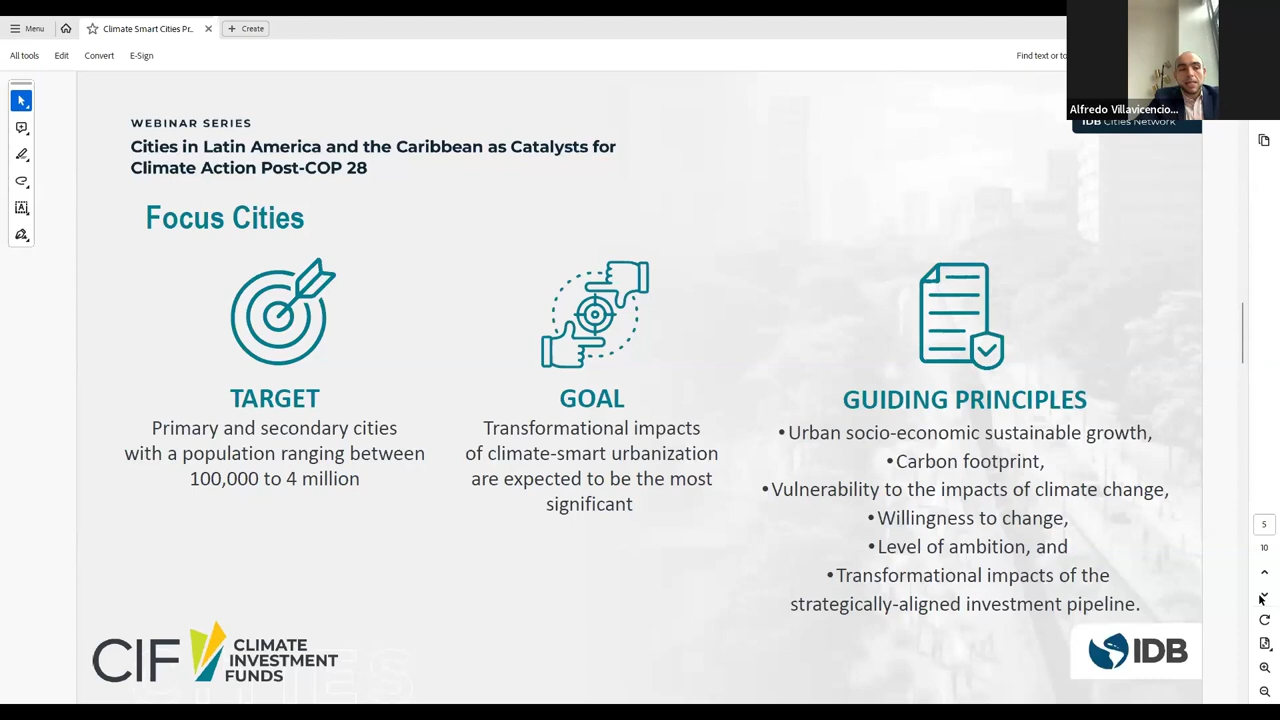 Menu
Climate Smart Cities Pr..
Create
All tools
Edit
Convert
E-Sign
Find text or to
Alfredo Villavicencio...
IDB Cities Network
WEBINAR SERIES
Cities in Latin America and the Caribbean as Catalysts for
Climate Action Post-COP 28
Focus Cities
TARGET
Primary and secondary cities
with a population ranging between
100,000 to 4 million
GOAL
Transformational impacts
of climate-smart urbanization
are expected to be the most
significant
GUIDING PRINCIPLES
•Urban socio-economic sustainable growth,
•Carbon footprint,
•Vulnerability to the impacts of climate change,
•Willingness to change,
•Level of ambition, and
•Transformational impacts of the
strategically-aligned investment pipeline.
5
10
CIF CLIMATE
INVESTMENT
FUNDS
IDB